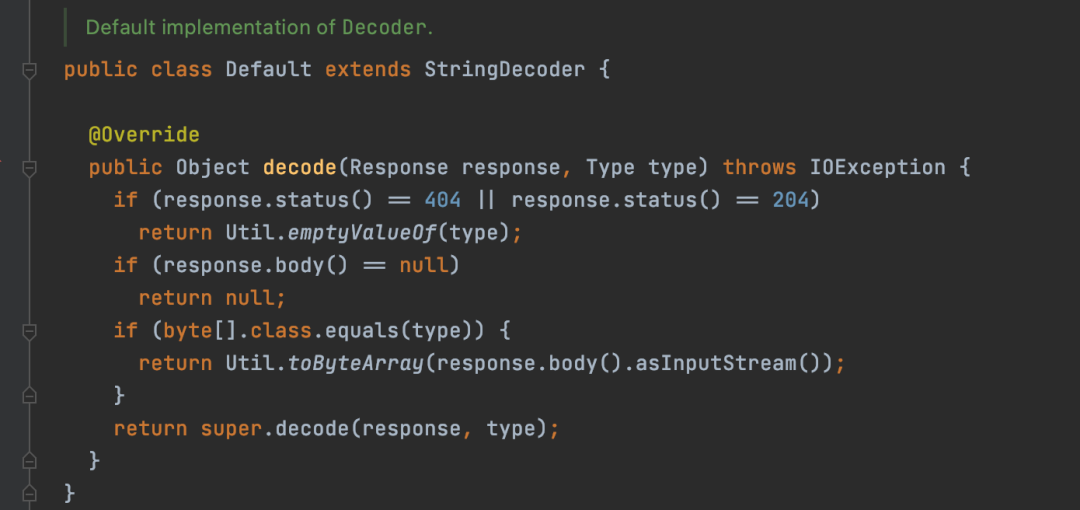 Default implementation of Decoder.
public class Default extends StringDecoder {
@Override
public Object decode(Response response, Type type) throws IOException {
if (response.status() == 404 || response.status() == 204)
return Util.emptyValueOf(type);
if (response.body() == null)
return null;
if (byte[].class.equals(type)) {
return Util.toByteArray(response.body().asInputStream());
}
return super.decode(response, type);
}
}